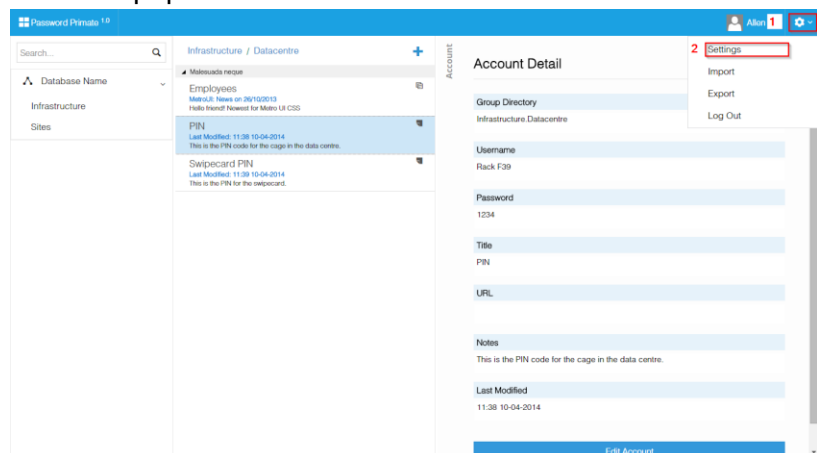 Password Primate 1.0
Allen 1
Search...
Database Name
Infrastructure
Sites
Infrastructure / Datacentre
Malesuada neque
Employees
MetroUI: News on 26/10/2013
Hello friend! Newest for Metro UI CSS
PIN
Last Modified: 11:38 10-04-2014
This is the PIN code for the cage in the data centre.
Swipecard PIN
Last Modified: 11:39 10-04-2014
This is the PIN for the swipecard.
Account
Account Detail
Group Directory
Infrastructure.Datacentre
Username
Rack F39
Password
1234
Title
PIN
URL
Notes
This is the PIN code for the cage in the data centre.
Last Modified
11:38 10-04-2014
Edit Account
2 Settings
Import
Export
Log Out